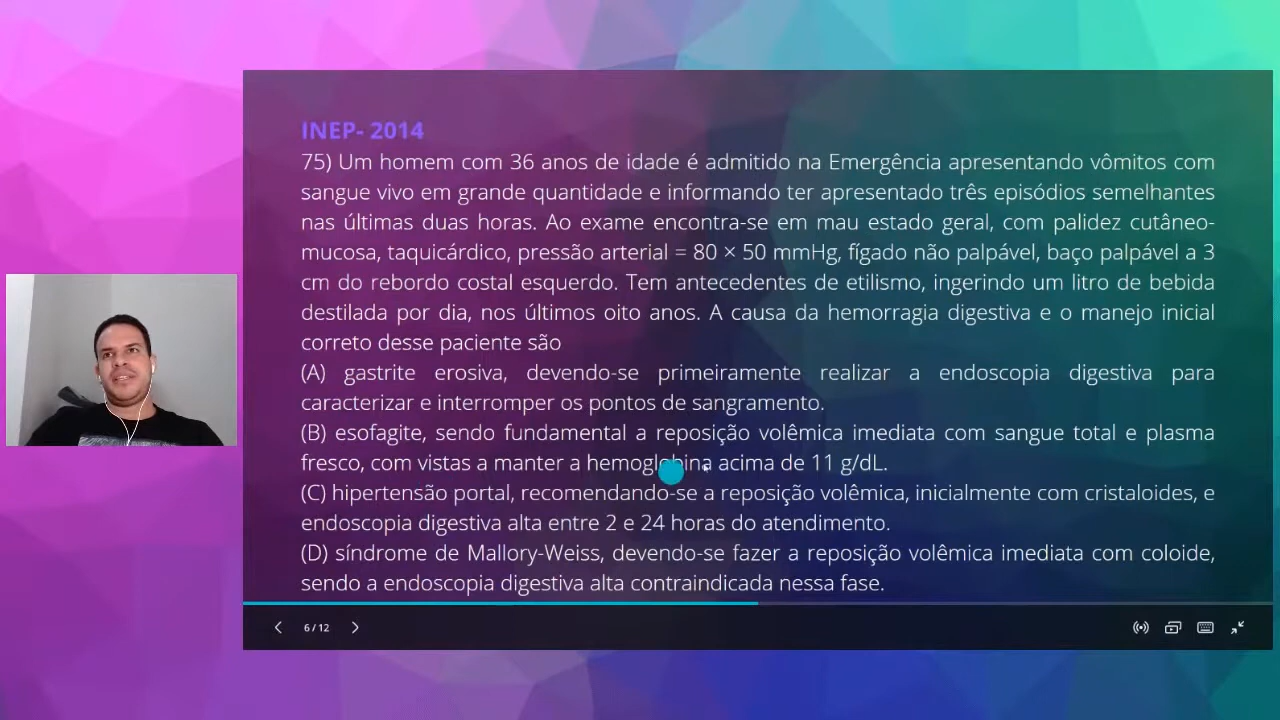 INEP- 2014
75) Um homem com 36 anos de idade é admitido na Emergência apresentando vômitos com
sangue vivo em grande quantidade e informando ter apresentado três episódios semelhantes
nas últimas duas horas. Ao exame encontra-se em mau estado geral, com palidez cutâneo-
mucosa, taquicárdico, pressão arterial = 80 × 50 mmHg, fígado não palpável, baço palpável a 3
cm do rebordo costal esquerdo. Tem antecedentes de etilismo, ingerindo um litro de bebida
destilada por dia, nos últimos oito anos. A causa da hemorragia digestiva e o manejo inicial
correto desse paciente são
(A) gastrite erosiva, devendo-se primeiramente realizar a endoscopia digestiva para
caracterizar e interromper os pontos de sangramento.
(B) esofagite, sendo fundamental a reposição volêmica imediata com sangue total e plasma
fresco, com vistas a manter a hemoglobina acima de 11 g/dL.
(C) hipertensão portal, recomendando-se a reposição volêmica, inicialmente com cristaloides, e
endoscopia digestiva alta entre 2 e 24 horas do atendimento.
(D) síndrome de Mallory-Weiss, devendo-se fazer a reposição volêmica imediata com coloide,
sendo a endoscopia digestiva alta contraindicada nessa fase.
6 / 12